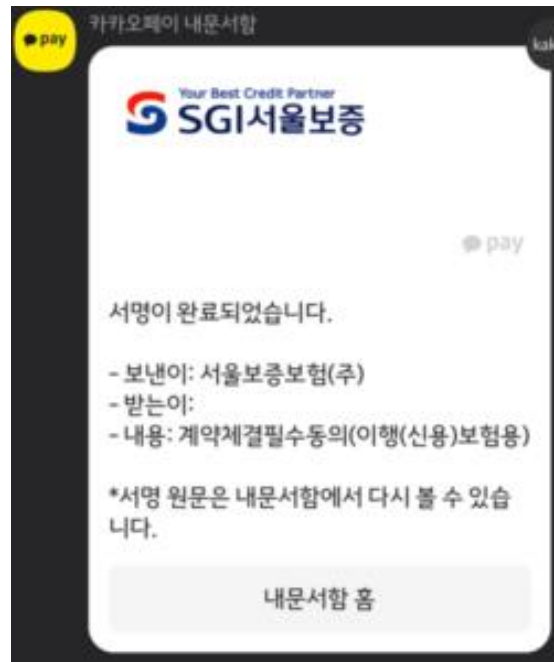 pay
카카오페이 내문서함
kak
Your Best Credit Partner
SGI서울보증
pay
서명이 완료되었습니다.
- 보낸이: 서울보증보험(주)
- 받는이:
- 내용: 계약체결필수동의(이행(신용)보험용)
*서명 원문은 내문서함에서 다시 볼 수 있습
니다.
내문서함 홈